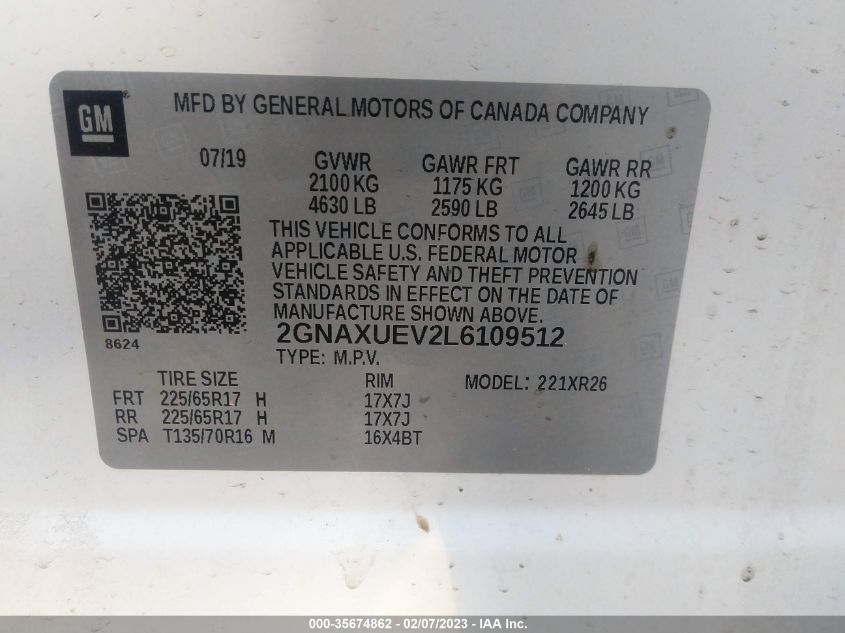 GM
MFD BY GENERAL MOTORS OF CANADA COMPANY
07/19 GVWR GAWR FRT GAWR RR
2100 KG 1175 KG 1200 KG
4630 LB 2590 LB 2645 LB
THIS VEHICLE CONFORMS TO ALL
APPLICABLE U.S. FEDERAL MOTOR
VEHICLE SAFETY AND THEFT PREVENTION
STANDARDS IN EFFECT ON THE DATE OF
MANUFACTURE SHOWN ABOVE.
8624
2GNAXUEV2L6109512
TYPE: M.P.V.
TIRE SIZE RIM MODEL: 221XR26
FRT 225/65R17 H 17X7J
RR 225/65R17 H 17X7J
SPA T135/70R16 M 16X4BT
000-35674862 - 02/07/2023 - IAA Inc.